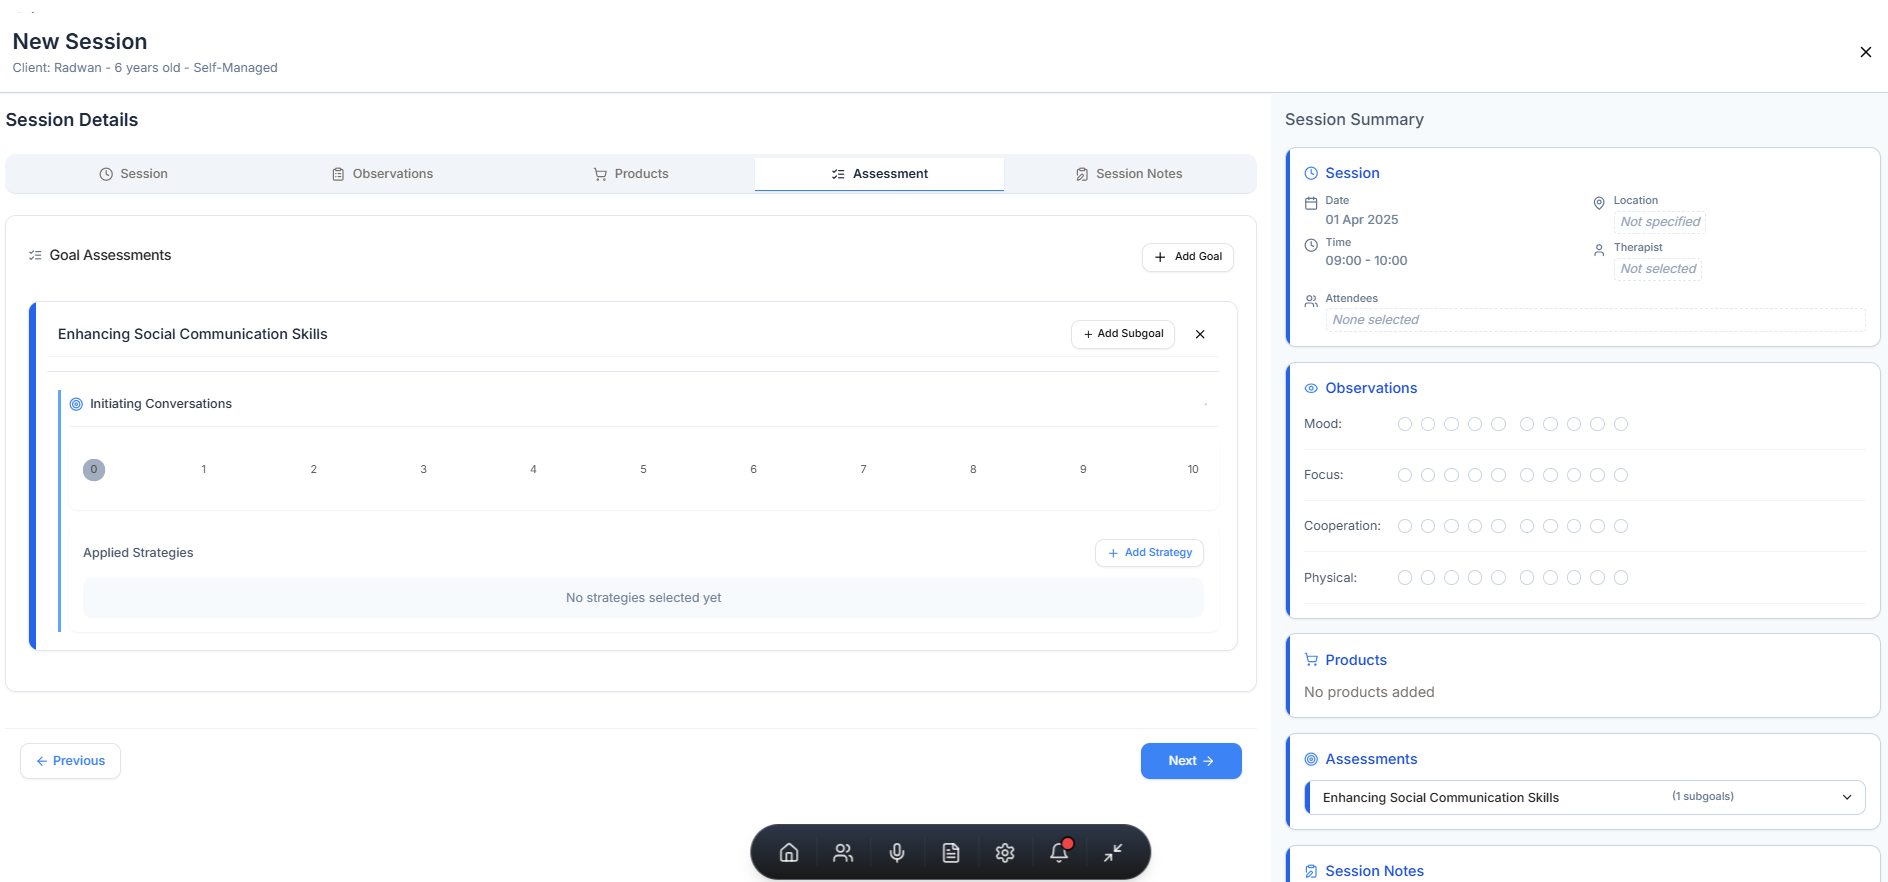 New Session
Client: Radwan - 6 years old - Self-Managed
Session Details
Session
Observations
Products
Assessment
Session Notes
Goal Assessments
Add Goal
Enhancing Social Communication Skills
Add Subgoal
Initiating Conversations
0 1 2 3 4 5 6 7 8 9 10
Applied Strategies
Add Strategy
No strategies selected yet
Previous
Next
Session Summary
Session
Date
01 Apr 2025
Location
Not specified
Time
09:00 - 10:00
Therapist
Not selected
Attendees
None selected
Observations
Mood:
Focus:
Cooperation:
Physical:
Products
No products added
Assessments
Enhancing Social Communication Skills (1 subgoals)
Session Notes